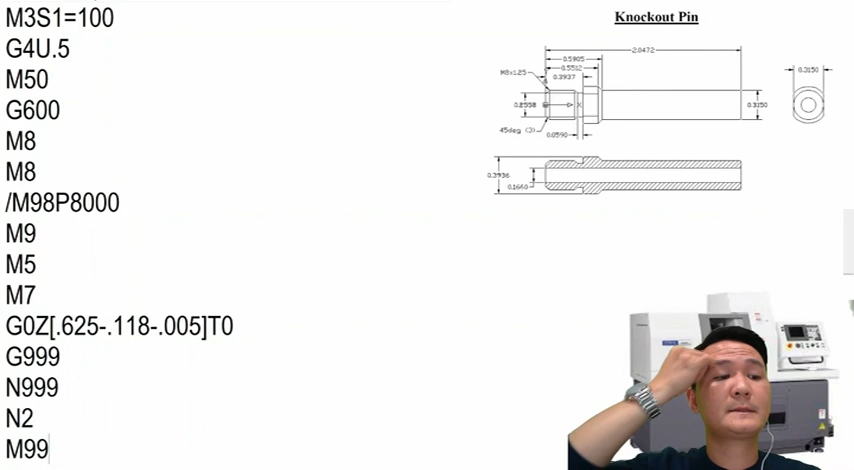 M3S1=100
G4U.5
M50
G600
M8
M8
/M98P8000
M9
M5
M7
G0Z[.625-.118-.005]T0
G999
N999
N2
M99
Knockout Pin
2.0472
0.5905
0.5512
0.3937
M8x1.25
0.2558
X
45deg (3)
0.0590
0.3150
0.3150
0.3936
0.1660